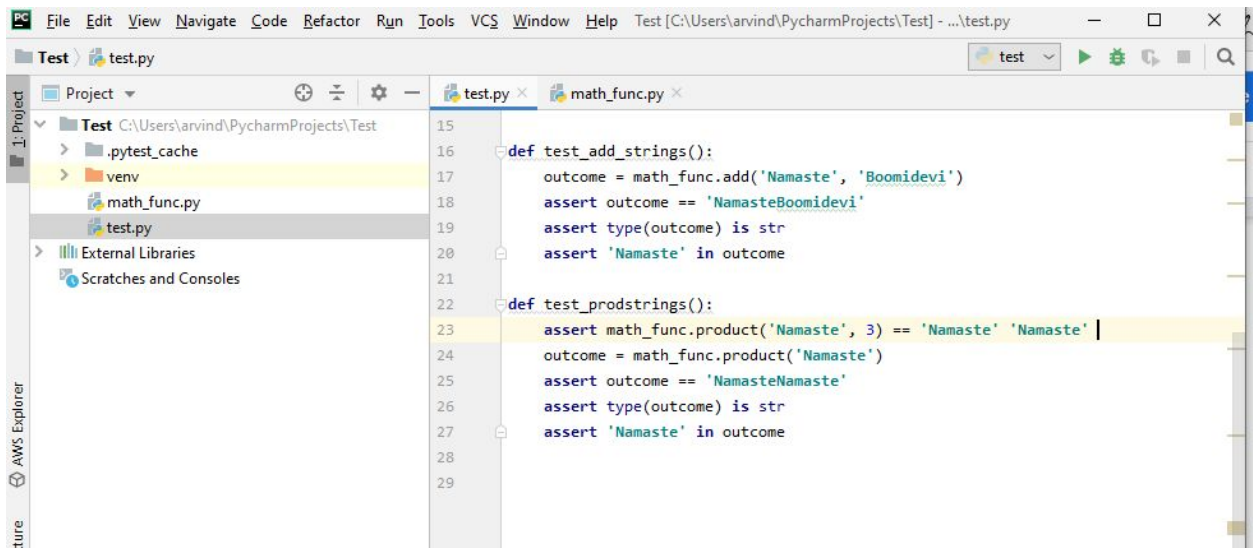 PC File Edit View Navigate Code Refactor Run Tools VCS Window Help Test [C:\Users\arvind\PycharmProjects\Test] - ...\test.py
Test test.py test
1: Project
Project
test.py math_func.py
Test C:\Users\arvind\PycharmProjects\Test
.pytest_cache
venv
math_func.py
test.py
External Libraries
Scratches and Consoles
AWS Explorer
15
16 def test_add_strings():
17 outcome = math_func.add('Namaste', 'Boomidevi')
18 assert outcome == 'NamasteBoomidevi'
19 assert type(outcome) is str
20 assert 'Namaste' in outcome
21
22 def test_prodstrings():
23 assert math_func.product('Namaste', 3) == 'Namaste' 'Namaste'
24 outcome = math_func.product('Namaste')
25 assert outcome == 'NamasteNamaste'
26 assert type(outcome) is str
27 assert 'Namaste' in outcome
28
29